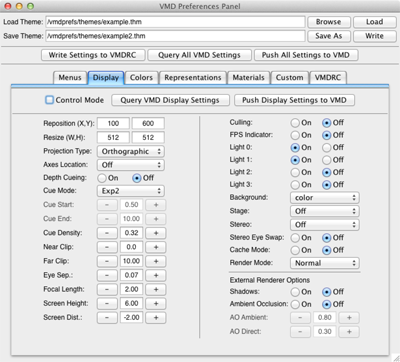 VMD Preferences Panel
Load Theme: /vmdprefs/themes/example.thm Browse Load
Save Theme: /vmdprefs/themes/example2.thm Save As Write
Write Settings to VMDRC Query All VMD Settings Push All Settings to VMD
Menus Display Colors Representations Materials Custom VMDRC
Control Mode Query VMD Display Settings Push Display Settings to VMD
Reposition (X,Y): 100 600
Resize (W,H): 512 512
Projection Type: Orthographic
Axes Location: Off
Depth Cueing: On Off
Cue Mode: Exp2
Cue Start: - 0.50 +
Cue End: - 10.00 +
Cue Density: - 0.32 +
Near Clip: - 0.0 +
Far Clip: - 10.00 +
Eye Sep.: - 0.07 +
Focal Length: - 2.00 +
Screen Height: - 6.00 +
Screen Dist.: - -2.00 +
Culling: On Off
FPS Indicator: On Off
Light 0: On Off
Light 1: On Off
Light 2: On Off
Light 3: On Off
Background: color
Stage: Off
Stereo: Off
Stereo Eye Swap: On Off
Cache Mode: On Off
Render Mode: Normal
External Renderer Options
Shadows: On Off
Ambient Occlusion: On Off
AO Ambient: - 0.80 +
AO Direct: - 0.30 +